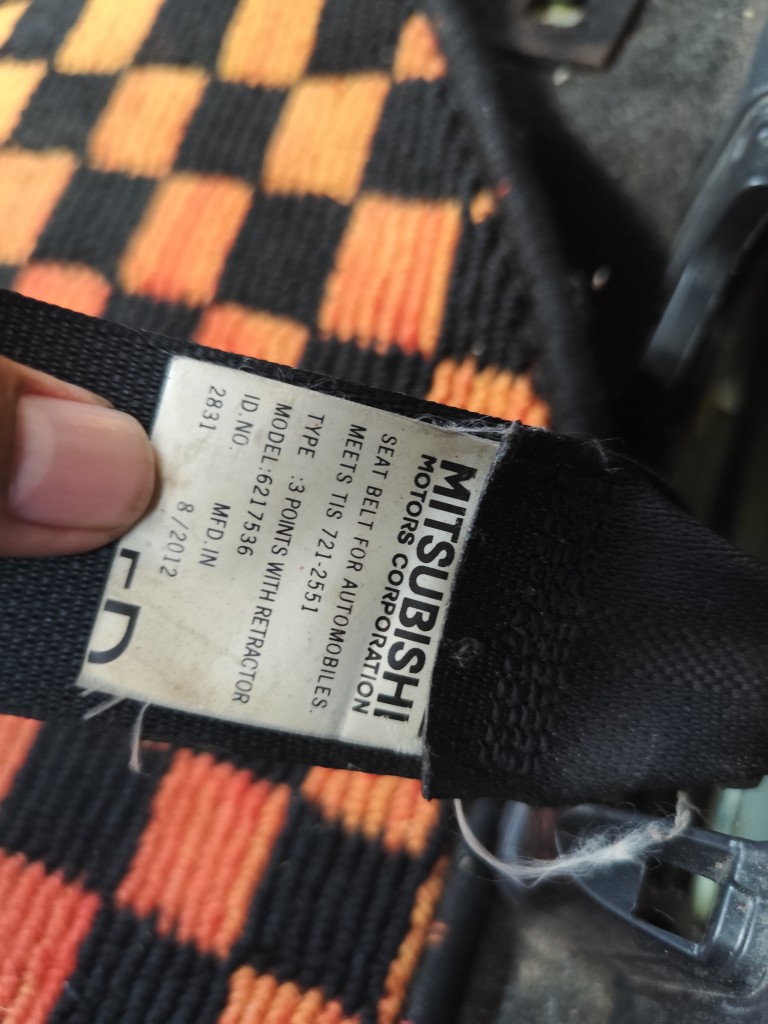 MITSUBISHI
MOTORS CORPORATION
SEAT BELT FOR AUTOMOBILES.
MEETS TIS 721-2551
TYPE :3 POINTS WITH RETRACTOR
MODEL:6217536
ID.NO. MFD.IN
2831 8/2012